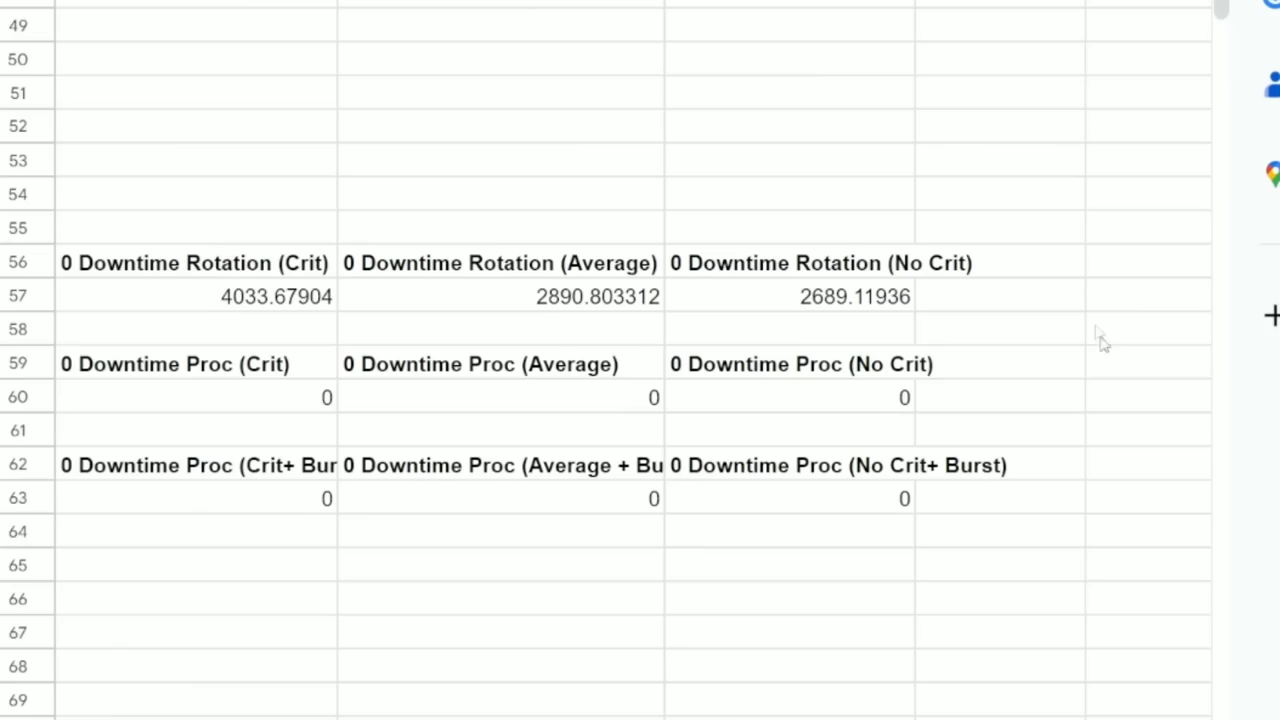 49
50
51
52
53
54
55
56 0 Downtime Rotation (Crit) 0 Downtime Rotation (Average) 0 Downtime Rotation (No Crit)
57 4033.67904 2890.803312 2689.11936
58
59 0 Downtime Proc (Crit) 0 Downtime Proc (Average) 0 Downtime Proc (No Crit)
60 0 0 0
61
62 0 Downtime Proc (Crit+ Bur 0 Downtime Proc (Average + Bu 0 Downtime Proc (No Crit+ Burst)
63 0 0 0
64
65
66
67
68
69